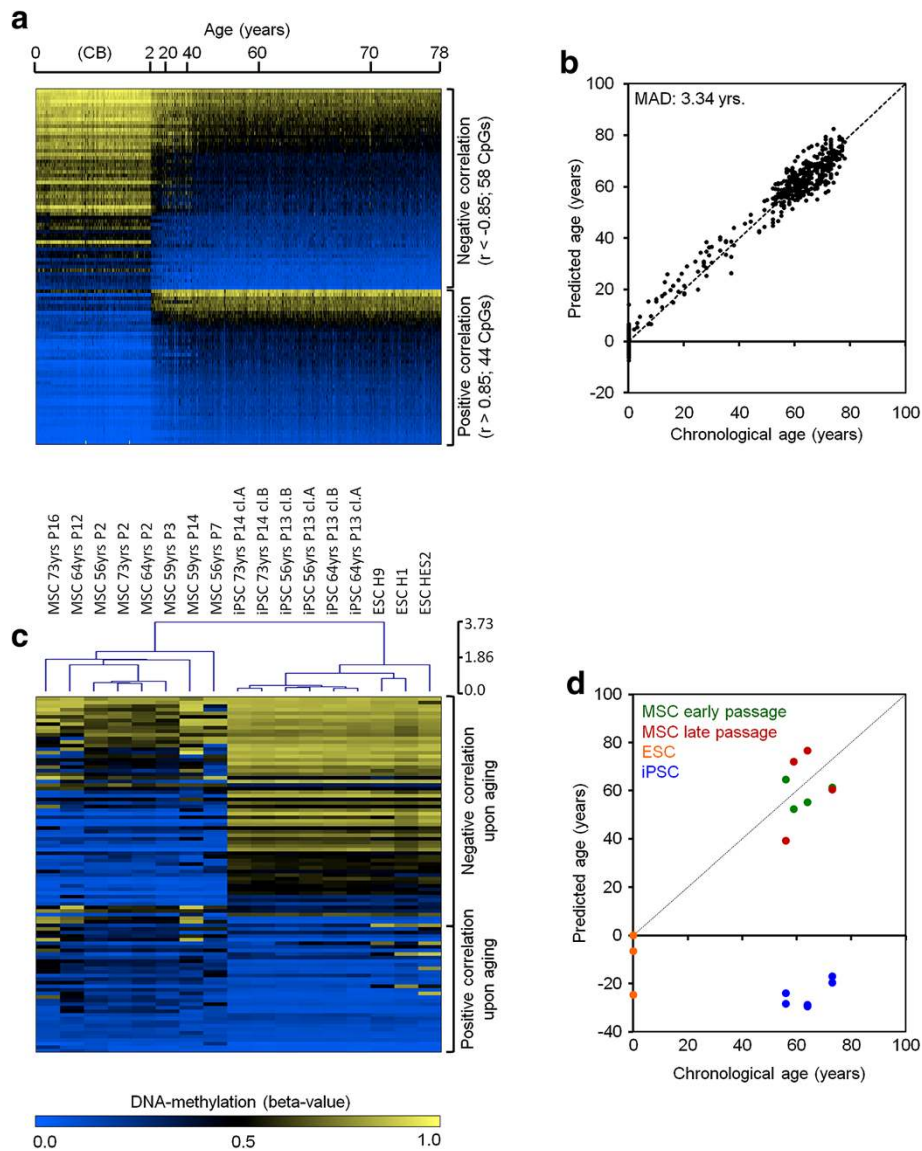 a
Age (years)
0 (CB) 2 20 40 60 70 78
Negative correlation
(r < -0.85; 58 CpGs)
Positive correlation
(r > 0.85; 44 CpGs)
b
MAD: 3.34 yrs.
Predicted age (years)
100
80
60
40
20
0
-20
0 20 40 60 80 100
Chronological age (years)
c
MSC 73yrs P16
MSC 64yrs P12
MSC 56yrs P2
MSC 73yrs P2
MSC 64yrs P2
MSC 59yrs P3
MSC 59yrs P14
MSC 56yrs P7
iPSC 73yrs P14 cl.A
iPSC 73yrs P14 cl.B
iPSC 56yrs P13 cl.B
iPSC 56yrs P13 cl.A
iPSC 64yrs P13 cl.B
iPSC 64yrs P13 cl.A
ESC H9
ESC H1
ESC HES2
3.73
1.86
0.0
Negative correlation
upon aging
Positive correlation
upon aging
DNA-methylation (beta-value)
0.0 0.5 1.0
d
MSC early passage
MSC late passage
ESC
iPSC
Predicted age (years)
100
80
60
40
20
0
-20
-40
0 20 40 60 80 100
Chronological age (years)